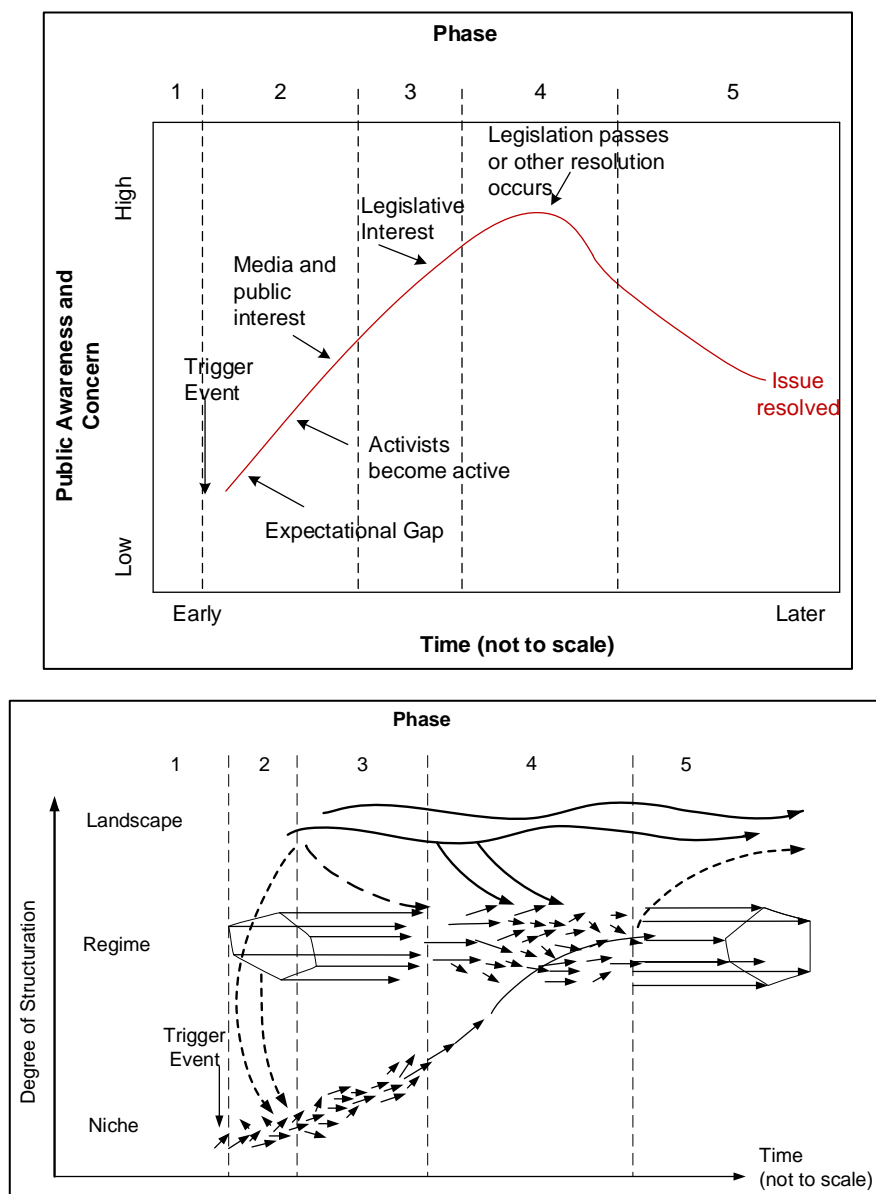 Phase
1 2 3 4 5
Legislation passes
or other resolution
occurs
High
Legislative
Interest
Media and
public
interest
Public Awareness and
Concern
Trigger
Event
Issue
resolved
Activists
become active
Expectational Gap
Low
Early
Later
Time (not to scale)
Phase
1 2 3 4 5
Landscape
Degree of Structuration
Regime
Trigger
Event
Niche
Time
(not to scale)